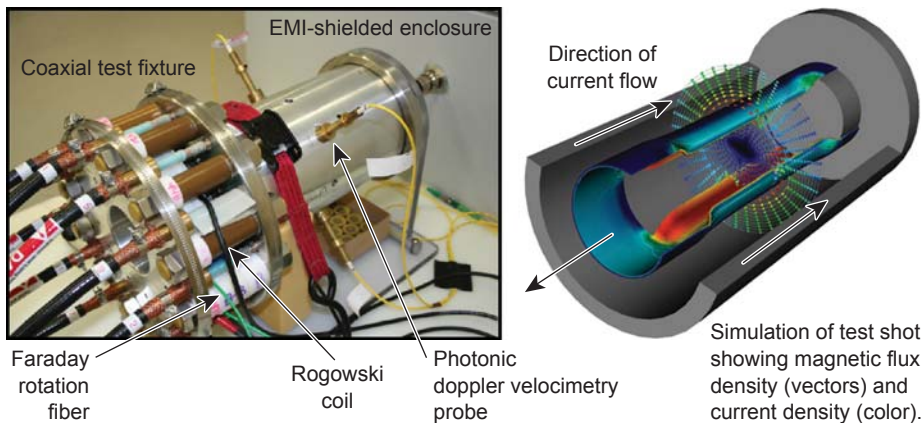 EMI-shielded enclosure
Coaxial test fixture
Faraday
rotation
fiber
Rogowski
coil
Photonic
doppler velocimetry
probe
Direction of
current flow
Simulation of test shot
showing magnetic flux
density (vectors) and
current density (color).